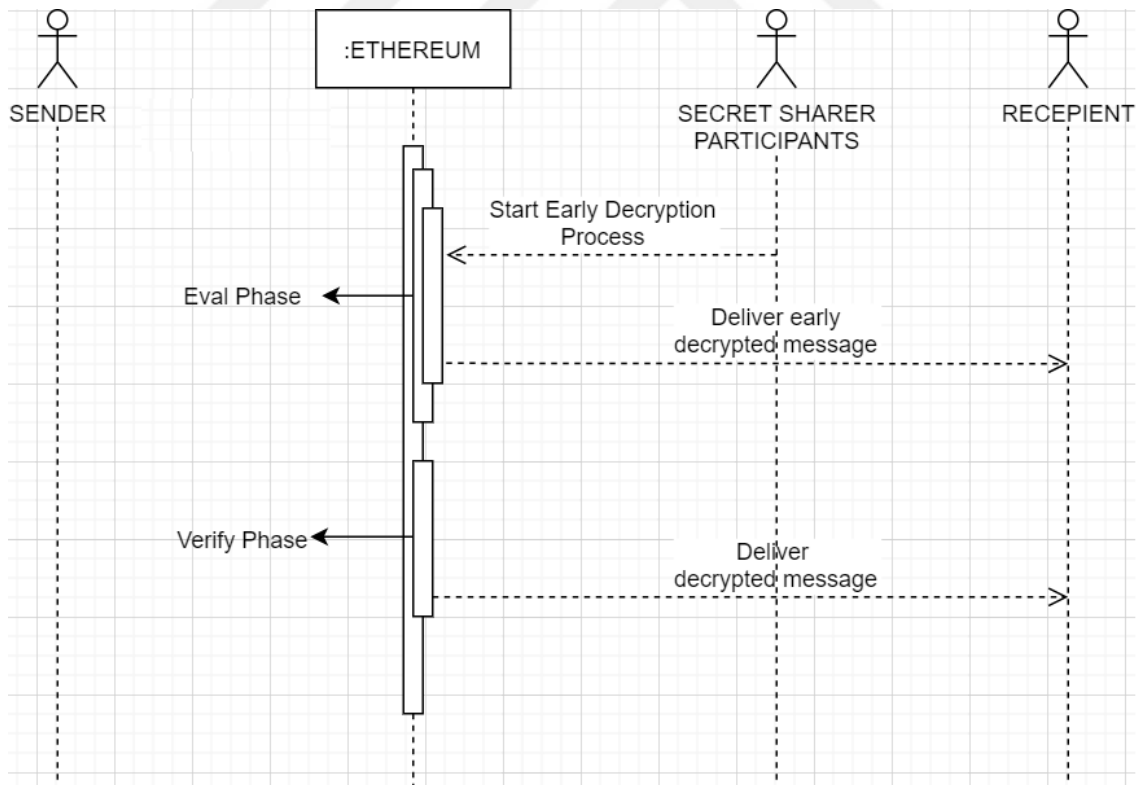 :ETHEREUM
SENDER
SECRET SHARER
PARTICIPANTS
RECEPIENT
Start Early Decryption
Process
Eval Phase
Deliver early
decrypted message
Verify Phase
Deliver
decrypted message